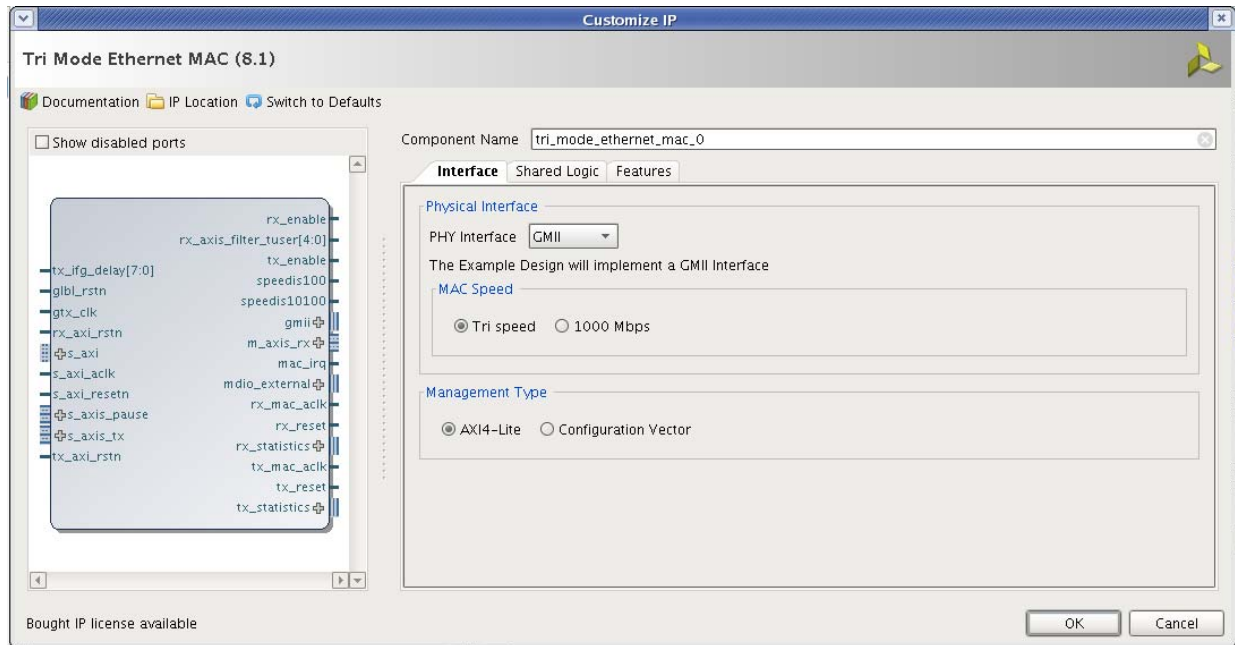 Customize IP
Tri Mode Ethernet MAC (8.1)
Documentation IP Location Switch to Defaults
Show disabled ports
rx_enable
rx_axis_filter_tuser[4:0]
tx_enable
tx_ifg_delay[7:0]
speedis100
glbl_rstn
speedis10100
gtx_clk
gmii
rx_axi_rstn
m_axis_rx
s_axi
mac_irq
s_axi_aclk
mdio_external
s_axi_resetn
rx_mac_aclk
s_axis_pause
rx_reset
s_axis_tx
rx_statistics
tx_axi_rstn
tx_mac_aclk
tx_reset
tx_statistics
Component Name tri_mode_ethernet_mac_0
Interface Shared Logic Features
Physical Interface
PHY Interface GMII
The Example Design will implement a GMII Interface
MAC Speed
Tri speed 1000 Mbps
Management Type
AXI4-Lite Configuration Vector
Bought IP license available
OK Cancel